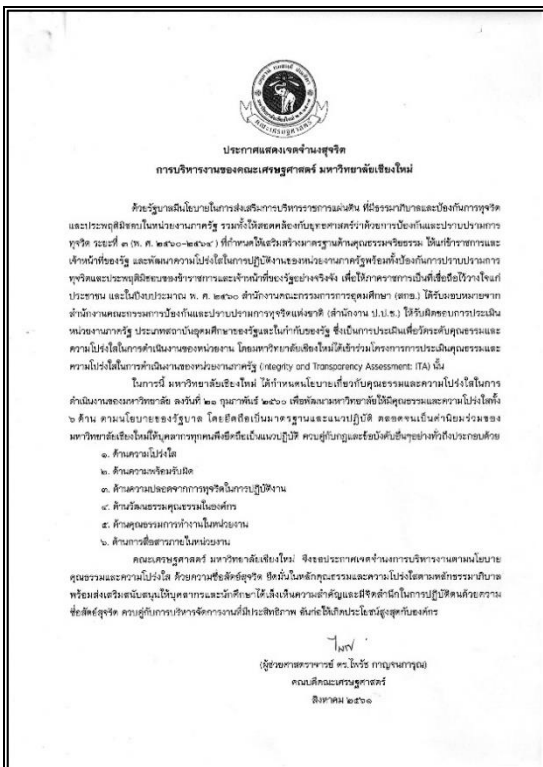 ประกาศแสดงเจตจำนงสุจริต
การบริหารงานของคณะเศรษฐศาสตร์ มหาวิทยาลัยเชียงใหม่
ด้วยรัฐบาลมีนโยบายในการส่งเสริมการบริหารราชการแผ่นดิน ที่มีธรรมาภิบาลและป้องกันการทุจริต
และประพฤติมิชอบในหน่วยงานภาครัฐ รวมทั้งให้สอดคล้องกับยุทธศาสตร์ว่าด้วยการป้องกันและปราบปรามการ
ทุจริต ระยะที่ ๓ (พ. ศ. ๒๕๖๐-๒๕๖๔) ที่กำหนดให้เสริมสร้างมาตรฐานด้านคุณธรรมจริยธรรม ให้แก่ข้าราชการและ
เจ้าหน้าที่ของรัฐ และพัฒนาความโปร่งใสในการปฏิบัติงานของหน่วยงานภาครัฐพร้อมทั้งป้องกันการปราบปรามการ
ทุจริตและประพฤติมิชอบของข้าราชการและเจ้าหน้าที่ของรัฐอย่างจริงจัง เพื่อให้ภาคราชการเป็นที่เชื่อถือไว้วางใจแก่
ประชาชน และในปีงบประมาณ พ. ศ. ๒๕๖๐ สำนักงานคณะกรรมการการอุดมศึกษา (สกอ.) ได้รับมอบหมายจาก
สำนักงานคณะกรรมการป้องกันและปราบปรามการทุจริตแห่งชาติ (สำนักงาน ป.ป.ช.) ให้รับผิดชอบการประเมิน
หน่วยงานภาครัฐ ประเภทสถาบันอุดมศึกษาของรัฐและในกำกับของรัฐ ซึ่งเป็นการประเมินเพื่อวัดระดับคุณธรรมและ
ความโปร่งใสในการดำเนินงานของหน่วยงาน โดยมหาวิทยาลัยเชียงใหม่ได้เข้าร่วมโครงการการประเมินคุณธรรมและ
ความโปร่งใสในการดำเนินงานของหน่วยงานภาครัฐ (Integrity and Transparency Assessment: ITA) นั้น
ในการนี้ มหาวิทยาลัยเชียงใหม่ ได้กำหนดนโยบายเกี่ยวกับคุณธรรมและความโปร่งใสในการ
ดำเนินงานของมหาวิทยาลัย ลงวันที่ ๒๑ กุมภาพันธ์ ๒๕๖๐ เพื่อพัฒนามหาวิทยาลัยให้มีคุณธรรมและความโปร่งใสทั้ง
๖ ด้าน ตามนโยบายของรัฐบาล โดยยึดถือเป็นมาตรฐานและแนวปฏิบัติ ตลอดจนเป็นค่านิยมร่วมของ
มหาวิทยาลัยเชียงใหม่ให้บุคลากรทุกคนพึงยึดถือเป็นแนวปฏิบัติ ควบคู่กับกฎและข้อบังคับอื่นๆอย่างทั่วถึงประกอบด้วย
๑. ด้านความโปร่งใส
๒. ด้านความพร้อมรับผิด
๓. ด้านความปลอดจากการทุจริตในการปฏิบัติงาน
๔. ด้านวัฒนธรรมคุณธรรมในองค์กร
๕. ด้านคุณธรรมการทำงานในหน่วยงาน
๖. ด้านการสื่อสารภายในหน่วยงาน
คณะเศรษฐศาสตร์ มหาวิทยาลัยเชียงใหม่ จึงขอประกาศเจตจำนงการบริหารงานตามนโยบาย
คุณธรรมและความโปร่งใส ด้วยความซื่อสัตย์สุจริต ยึดมั่นในหลักคุณธรรมและความโปร่งใสตามหลักธรรมาภิบาล
พร้อมส่งเสริมสนับสนุนให้บุคลากรและนักศึกษาได้เล็งเห็นความสำคัญและมีจิตสำนึกในการปฏิบัติตนด้วยความ
ซื่อสัตย์สุจริต ควบคู่กับการบริหารจัดการงานที่มีประสิทธิภาพ อันก่อให้เกิดประโยชน์สูงสุดกับองค์กร
(ผู้ช่วยศาสตราจารย์ ดร.ไพรัช กาญจนการุณ)
คณบดีคณะเศรษฐศาสตร์
สิงหาคม ๒๕๖๑